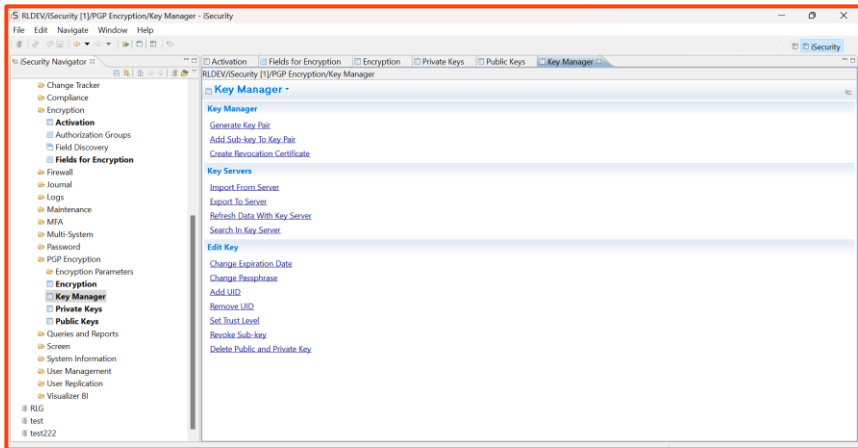 RLDEV/iSecurity [1]/PGP Encryption/Key Manager - iSecurity
File Edit Navigate Window Help
iSecurity
iSecurity Navigator
Activation Fields for Encryption Encryption Private Keys Public Keys Key Manager
RLDEV/iSecurity [1]/PGP Encryption/Key Manager
Change Tracker
Compliance
Encryption
Activation
Authorization Groups
Field Discovery
Fields for Encryption
Firewall
Journal
Logs
Maintenance
MFA
Multi-System
Password
PGP Encryption
Encryption Parameters
Encryption
Key Manager
Private Keys
Public Keys
Queries and Reports
Screen
System Information
User Management
User Replication
Visualizer BI
RLG
test
test222
Key Manager -
Key Manager
Generate Key Pair
Add Sub-key To Key Pair
Create Revocation Certificate
Key Servers
Import From Server
Export To Server
Refresh Data With Key Server
Search In Key Server
Edit Key
Change Expiration Date
Change Passphrase
Add UID
Remove UID
Set Trust Level
Revoke Sub-key
Delete Public and Private Key